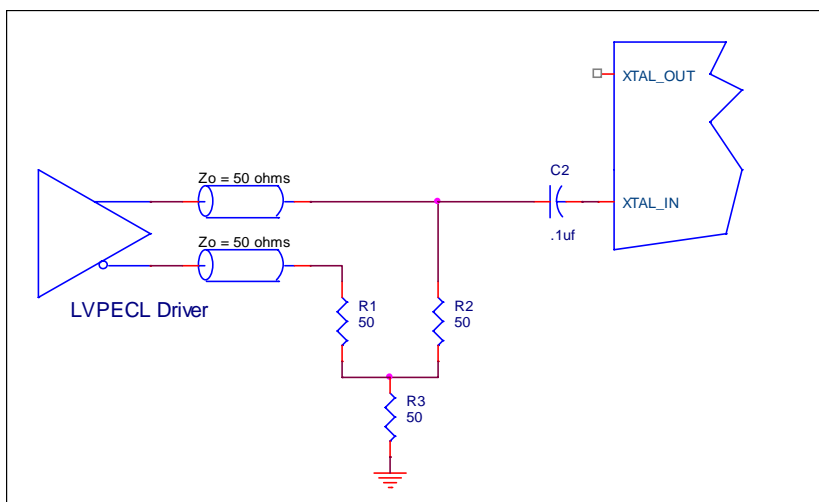 XTAL_OUT
Zo = 50 ohms
C2
XTAL_IN
.1uf
Zo = 50 ohms
LVPECL Driver
R1
50
R2
50
R3
50